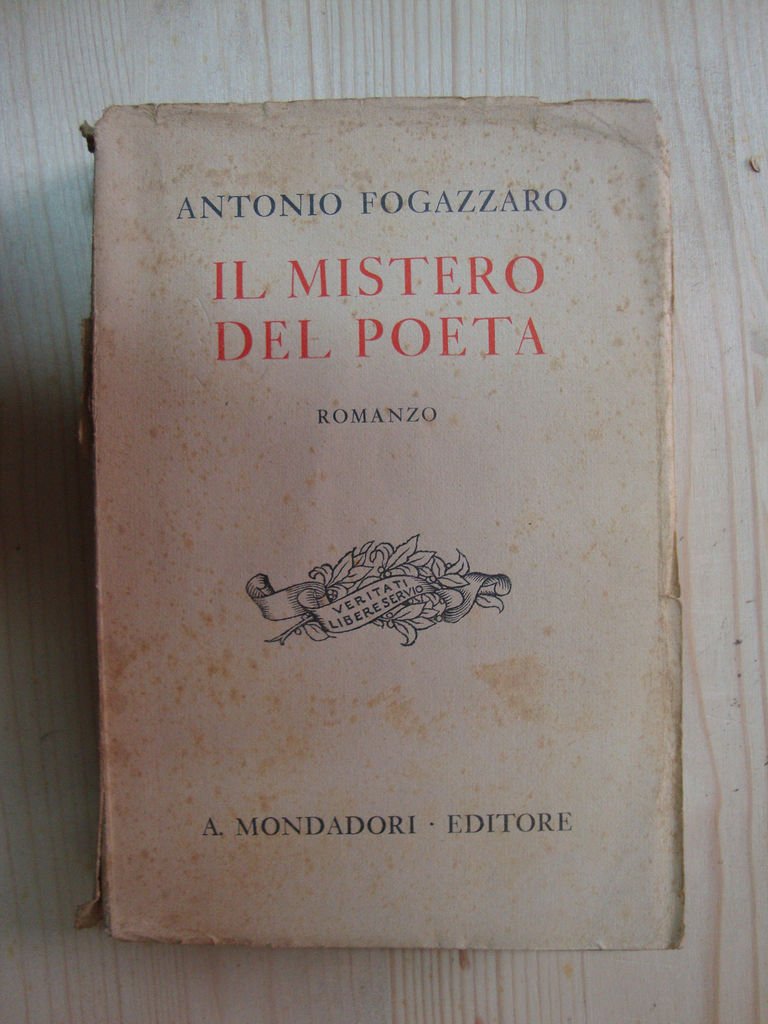 ANTONIO FOGAZZARO
IL MISTERO
DEL POETA
ROMANZO
VERITATI
LIBERE SERVIO
A. MONDADORI · EDITORE